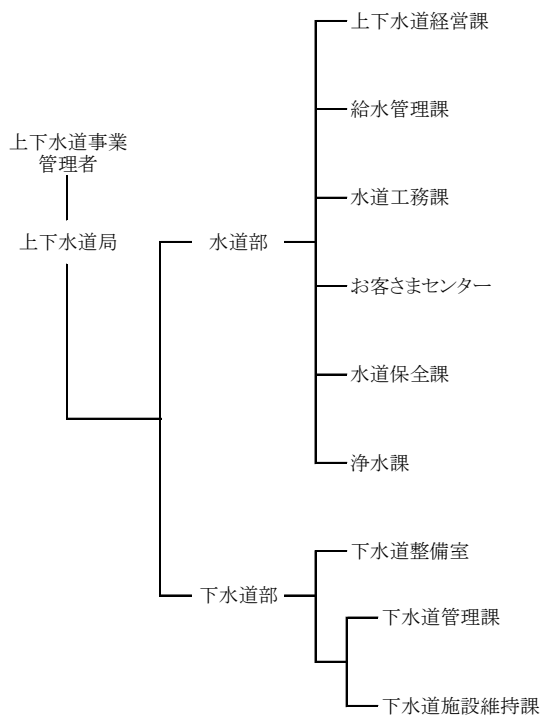 上下水道事業
管理者
上下水道局
水道部
上下水道経営課
給水管理課
水道工務課
お客さまセンター
水道保全課
浄水課
下水道部
下水道整備室
下水道管理課
下水道施設維持課